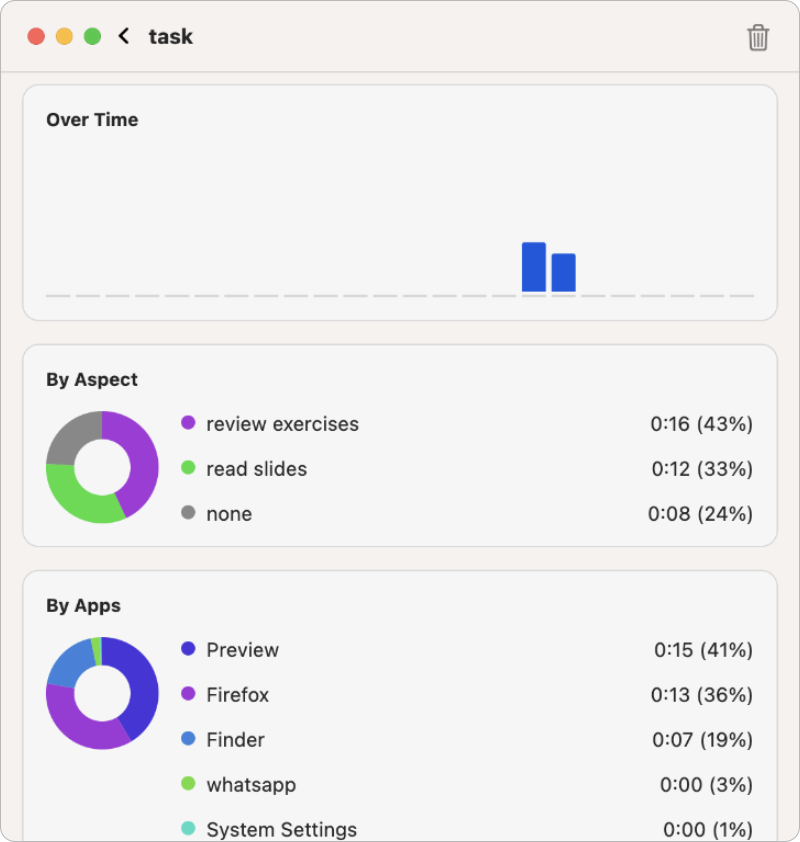 task
Over Time
By Aspect
review exercises 0:16 (43%)
read slides 0:12 (33%)
none 0:08 (24%)
By Apps
Preview 0:15 (41%)
Firefox 0:13 (36%)
Finder 0:07 (19%)
whatsapp 0:00 (3%)
System Settings 0:00 (1%)